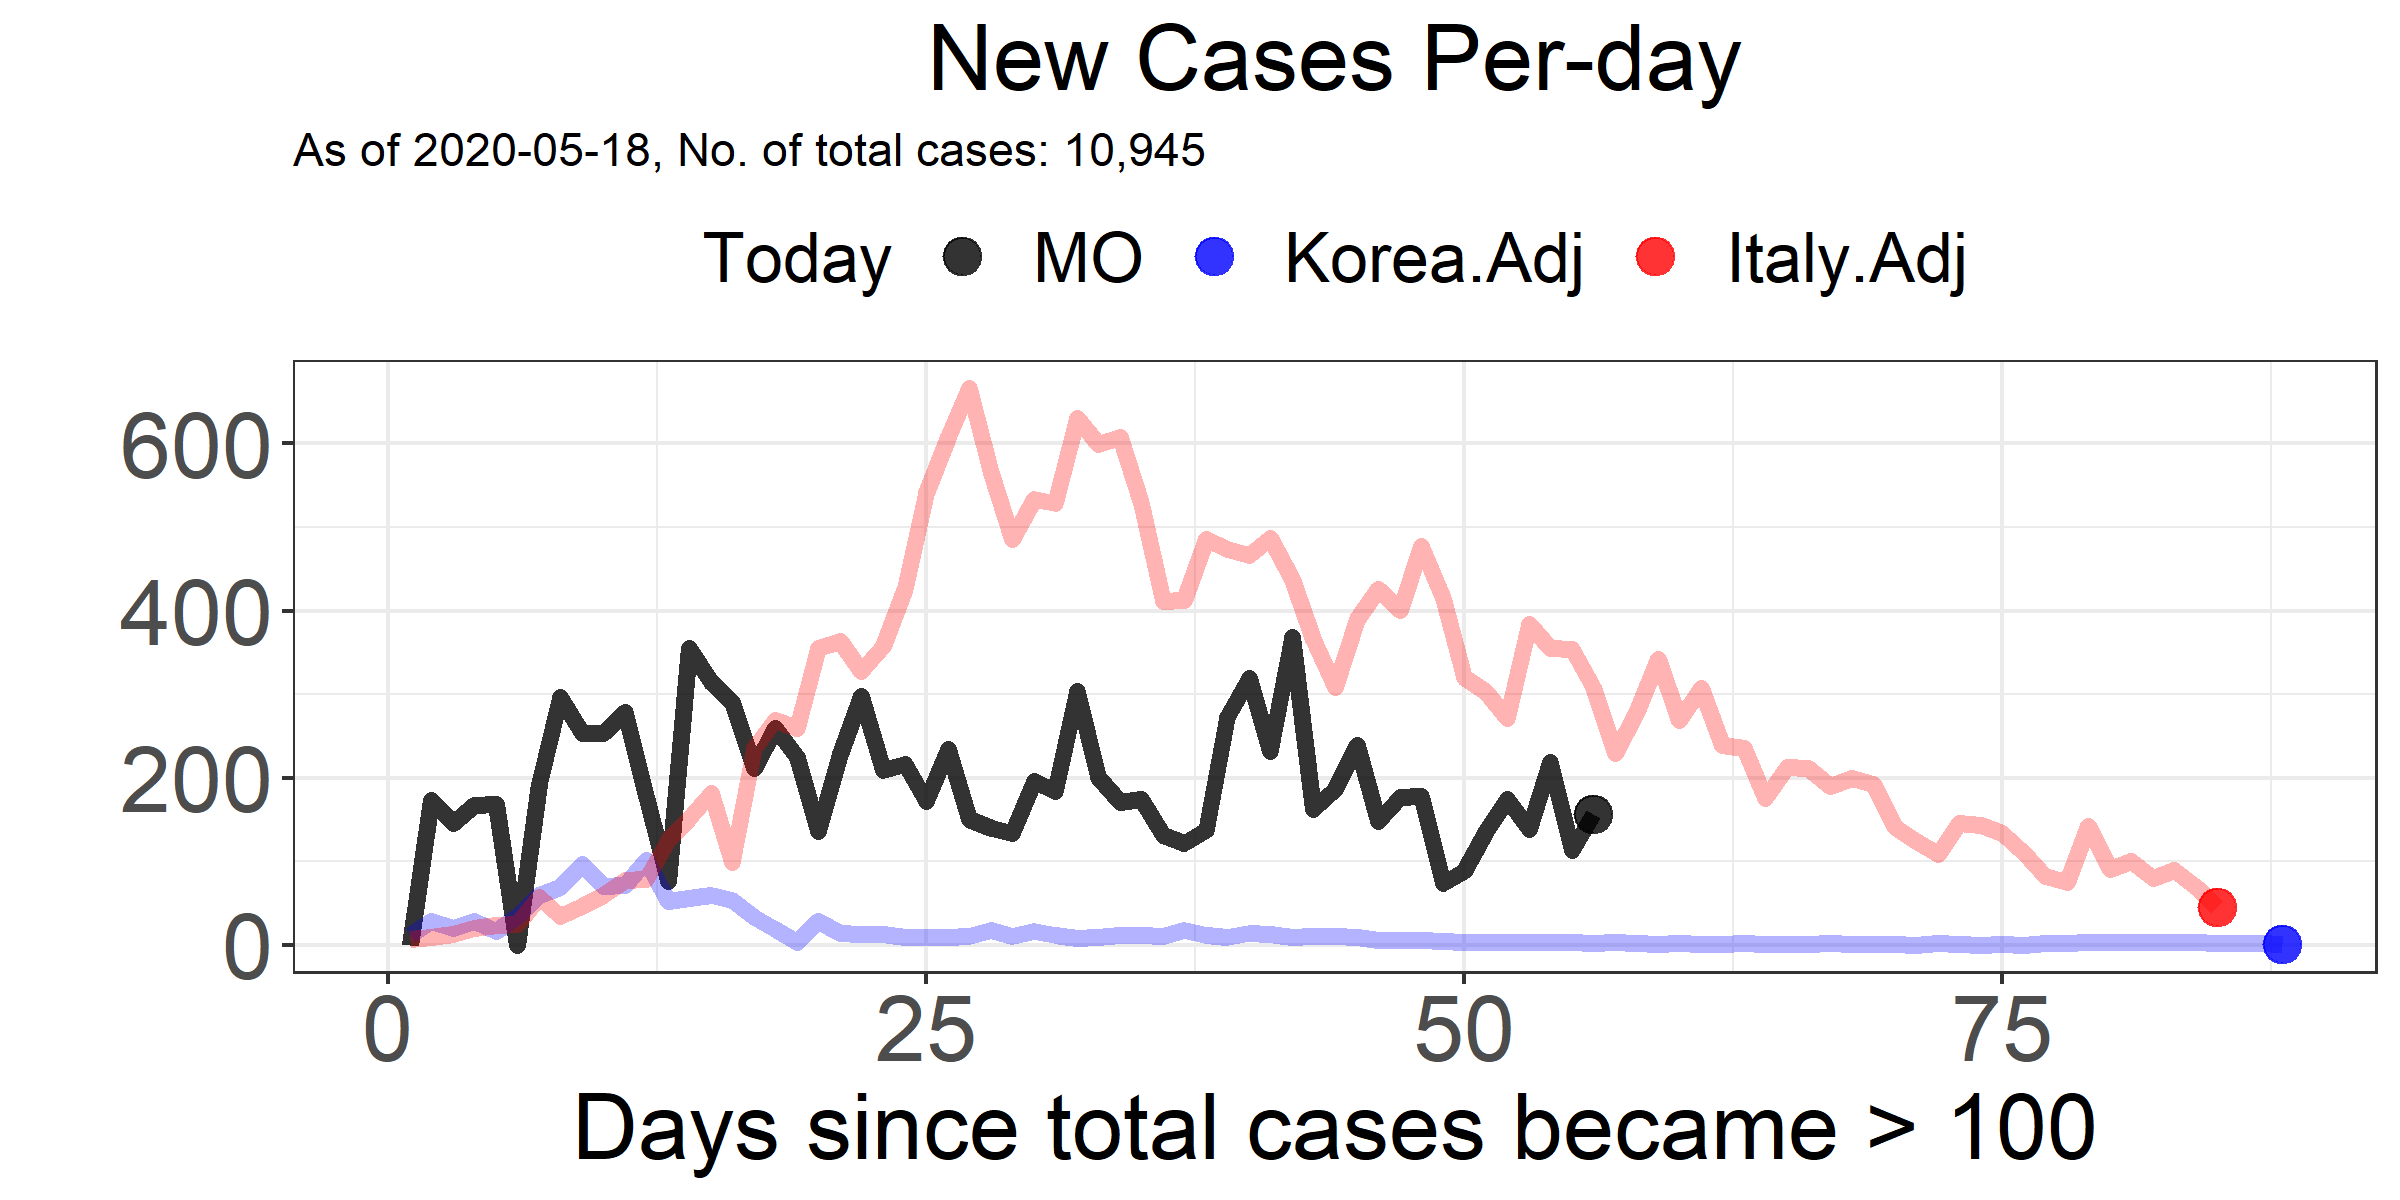 New Cases Per-day
As of 2020-05-18, No. of total cases: 10,945
Today MO Korea.Adj Italy.Adj
600
400
200
0
0 25 50 75
Days since total cases became > 100